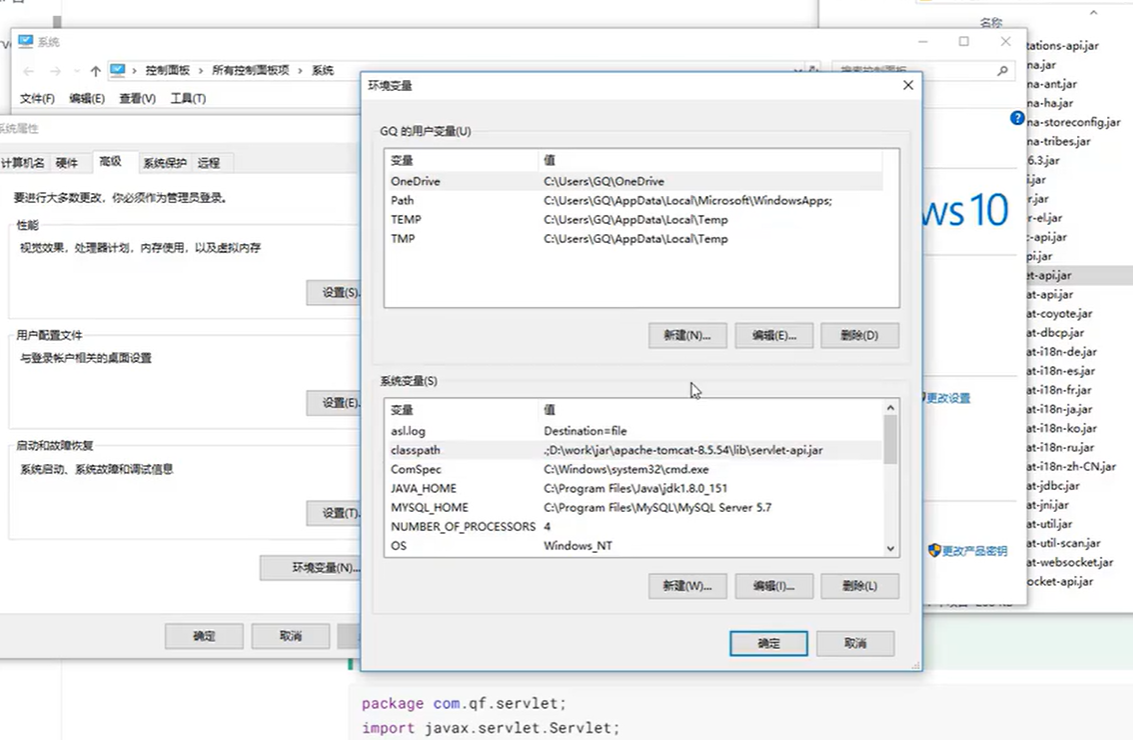 名称
系统
控制面板 › 所有控制面板项 › 系统
文件(F) 编辑(E) 查看(V) 工具(T)
系统属性
计算机名 硬件 高级 系统保护 远程
要进行大多数更改，你必须作为管理员登录。
性能
视觉效果，处理器计划，内存使用，以及虚拟内存
设置(S)...
用户配置文件
与登录帐户相关的桌面设置
设置(E)...
启动和故障恢复
系统启动、系统故障和调试信息
设置(T)...
环境变量(N)...
确定 取消
环境变量
GQ 的用户变量(U)
变量 值
OneDrive C:\Users\GQ\OneDrive
Path C:\Users\GQ\AppData\Local\Microsoft\WindowsApps;
TEMP C:\Users\GQ\AppData\Local\Temp
TMP C:\Users\GQ\AppData\Local\Temp
新建(N)... 编辑(E)... 删除(D)
系统变量(S)
变量 值
asl.log Destination=file
classpath .;D:\work\jar\apache-tomcat-8.5.54\lib\servlet-api.jar
ComSpec C:\Windows\system32\cmd.exe
JAVA_HOME C:\Program Files\Java\jdk1.8.0_151
MYSQL_HOME C:\Program Files\MySQL\MySQL Server 5.7
NUMBER_OF_PROCESSORS 4
OS Windows_NT
新建(W)... 编辑(I)... 删除(L)
确定 取消
ws 10
更改设置
更改产品密钥
tations-api.jar
na.jar
na-ant.jar
na-ha.jar
na-storeconfig.jar
na-tribes.jar
6.3.jar
i.jar
r.jar
r-el.jar
c-api.jar
pi.jar
et-api.jar
at-api.jar
at-coyote.jar
at-dbcp.jar
at-i18n-de.jar
at-i18n-es.jar
at-i18n-fr.jar
at-i18n-ja.jar
at-i18n-ko.jar
at-i18n-ru.jar
at-i18n-zh-CN.jar
at-jdbc.jar
at-jni.jar
at-util.jar
at-util-scan.jar
at-websocket.jar
ocket-api.jar
package com.qf.servlet;
import javax.servlet.Servlet;